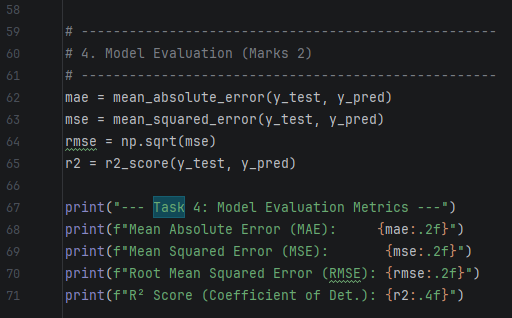 58
59 # -----------------------------------------------------
60 # 4. Model Evaluation (Marks 2)
61 # -----------------------------------------------------
62 mae = mean_absolute_error(y_test, y_pred)
63 mse = mean_squared_error(y_test, y_pred)
64 rmse = np.sqrt(mse)
65 r2 = r2_score(y_test, y_pred)
66
67 print("--- Task 4: Model Evaluation Metrics ---")
68 print(f"Mean Absolute Error (MAE):     {mae:.2f}")
69 print(f"Mean Squared Error (MSE):       {mse:.2f}")
70 print(f"Root Mean Squared Error (RMSE): {rmse:.2f}")
71 print(f"R² Score (Coefficient of Det.): {r2:.4f}")